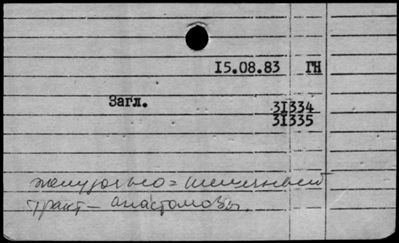 15.08.83 ГН
Загл. 31334
31335
желудочно=кишечный
тракт – анастомозы.